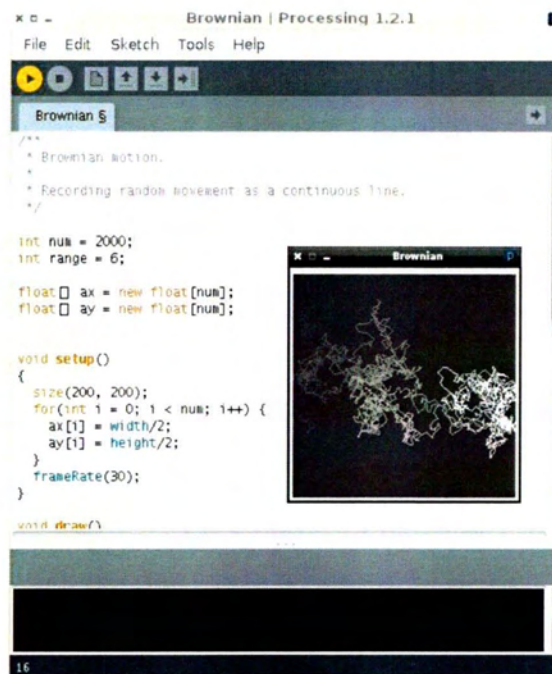 Brownian | Processing 1.2.1
File Edit Sketch Tools Help
Brownian §
/**
* Brownian motion.
*
* Recording random movement as a continuous line.
*/
int num = 2000;
int range = 6;
float[] ax = new float[num];
float[] ay = new float[num];
void setup()
{
size(200, 200);
for(int i = 0; i < num; i++) {
ax[i] = width/2;
ay[i] = height/2;
}
frameRate(30);
}
void draw()
Brownian
16